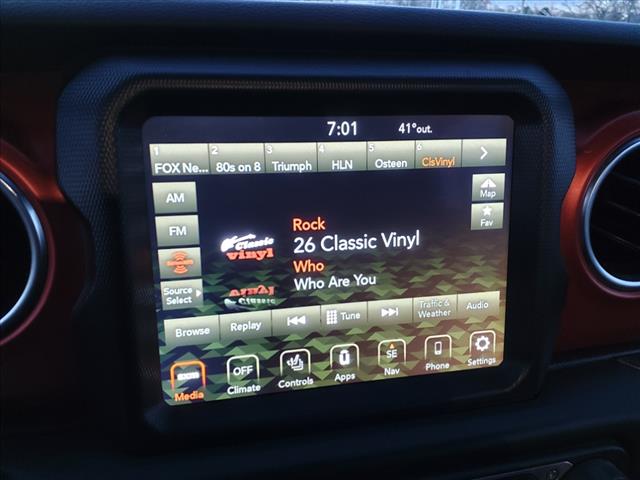 7:01 41°out.
1 2 3 4 5 6
FOX Ne... 80s on 8 Triumph HLN Osteen ClsVinyl
AM
FM
Source
Select
Map
Fav
Classic
vinyl
Rock
26 Classic Vinyl
Who
Who Are You
Browse Replay Tune Traffic & Weather Audio
SXM OFF SE
Media Climate Controls Apps Nav Phone Settings